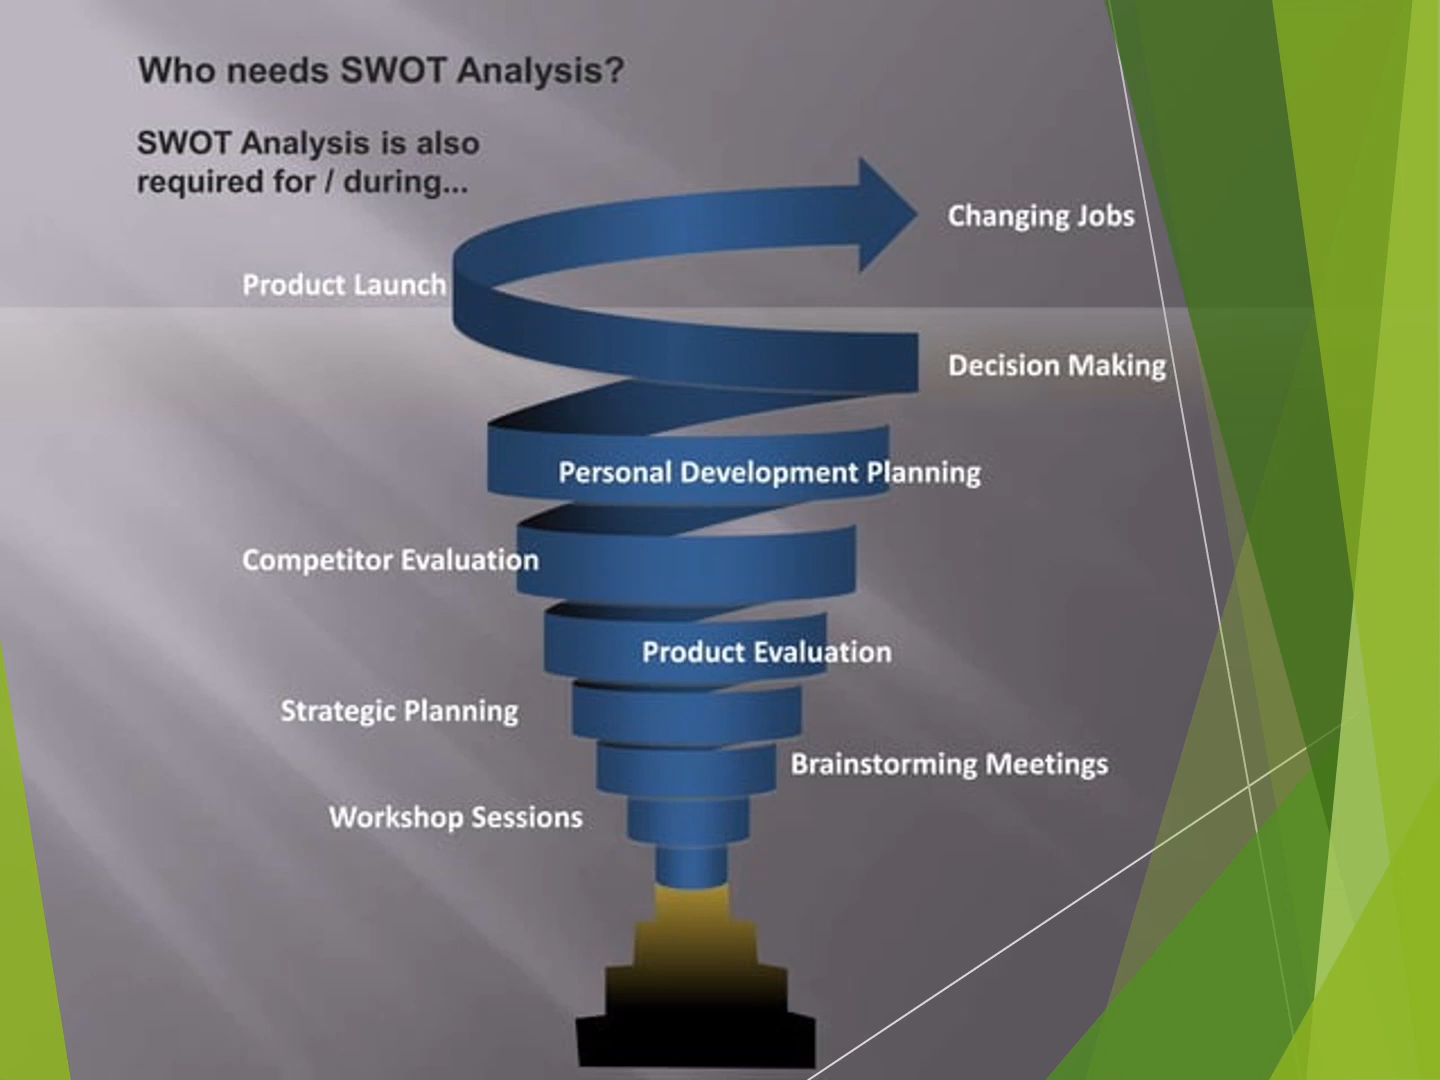 Who needs SWOT Analysis?
SWOT Analysis is also
required for / during...
Changing Jobs
Product Launch
Decision Making
Personal Development Planning
Competitor Evaluation
Product Evaluation
Strategic Planning
Brainstorming Meetings
Workshop Sessions